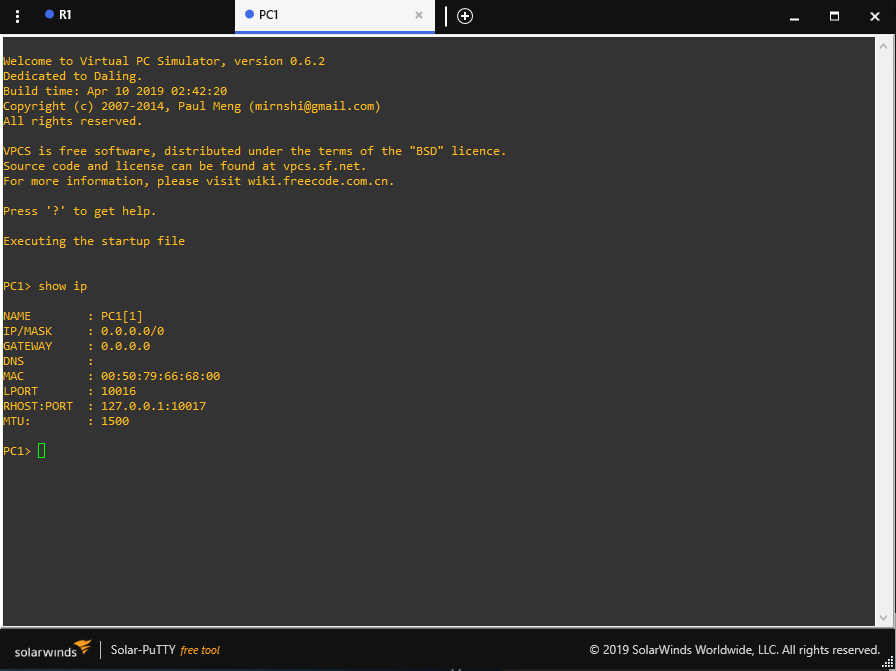 R1
PC1
Welcome to Virtual PC Simulator, version 0.6.2
Dedicated to Daling.
Build time: Apr 10 2019 02:42:20
Copyright (c) 2007-2014, Paul Meng (mirnshi@gmail.com)
All rights reserved.
VPCS is free software, distributed under the terms of the "BSD" licence.
Source code and license can be found at vpcs.sf.net.
For more information, please visit wiki.freecode.com.cn.
Press '?' to get help.
Executing the startup file
PC1> show ip
NAME        : PC1[1]
IP/MASK     : 0.0.0.0/0
GATEWAY     : 0.0.0.0
DNS         :
MAC         : 00:50:79:66:68:00
LPORT       : 10016
RHOST:PORT  : 127.0.0.1:10017
MTU:        : 1500
PC1>
solarwinds Solar-PuTTY free tool © 2019 SolarWinds Worldwide, LLC. All rights reserved.